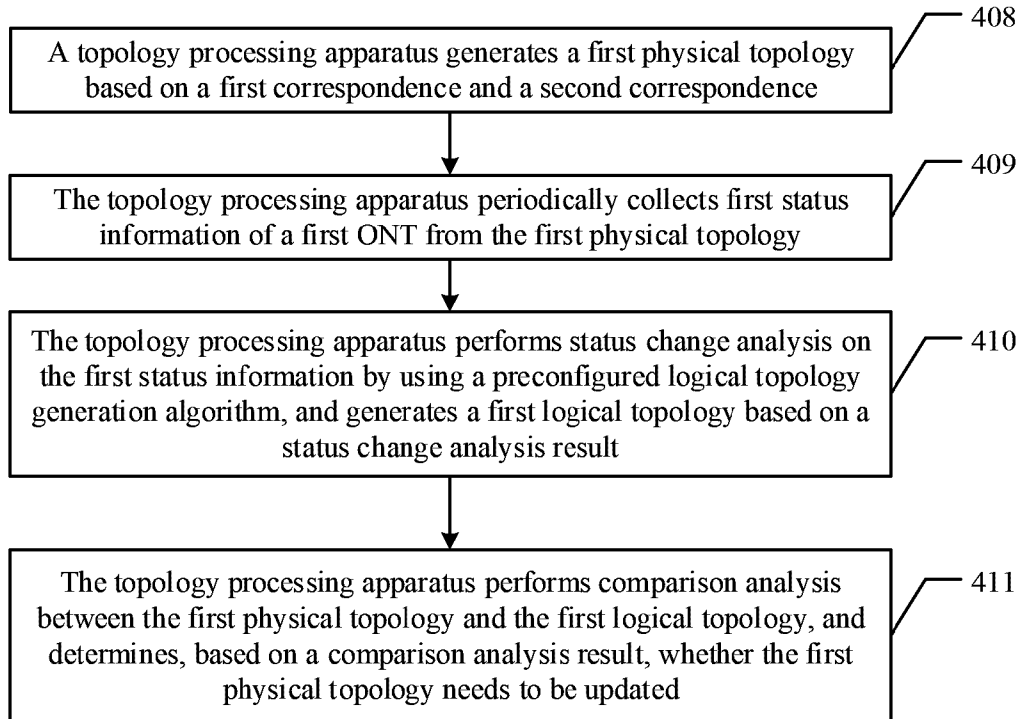 408
A topology processing apparatus generates a first physical topology
based on a first correspondence and a second correspondence
409
The topology processing apparatus periodically collects first status
information of a first ONT from the first physical topology
410
The topology processing apparatus performs status change analysis on
the first status information by using a preconfigured logical topology
generation algorithm, and generates a first logical topology based on a
status change analysis result
411
The topology processing apparatus performs comparison analysis
between the first physical topology and the first logical topology, and
determines, based on a comparison analysis result, whether the first
physical topology needs to be updated